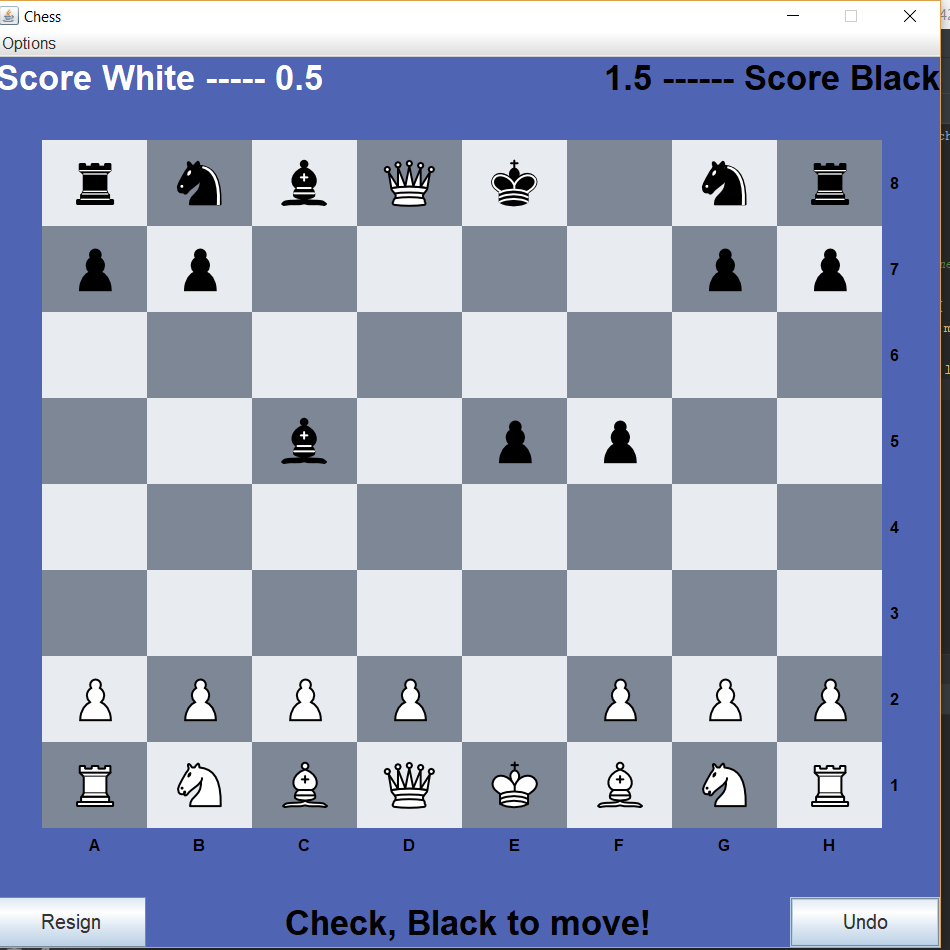 Chess
Options
Score White ----- 0.5
1.5 ------ Score Black
8
7
6
5
4
3
2
1
A B C D E F G H
Resign
Check, Black to move!
Undo